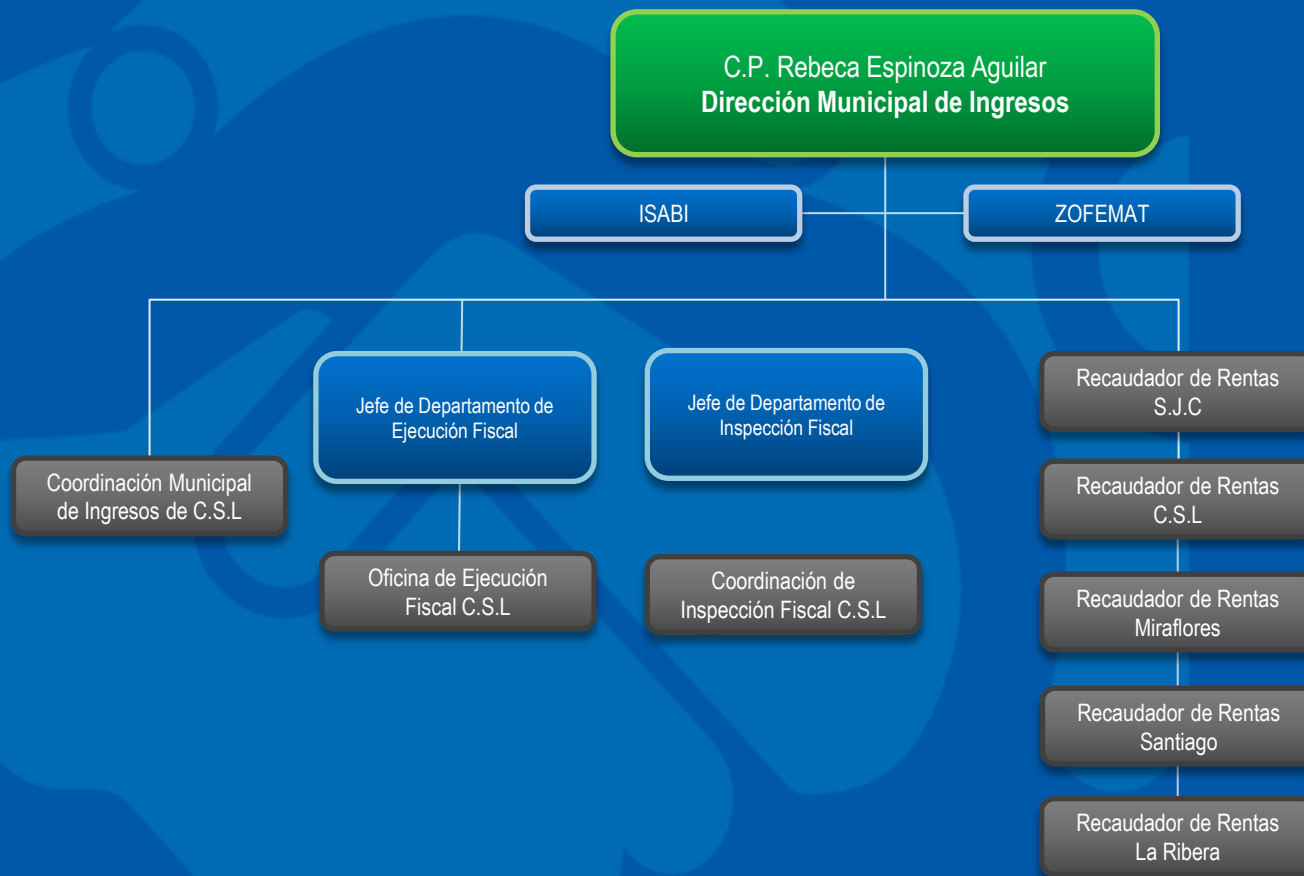 C.P. Rebeca Espinoza Aguilar
Dirección Municipal de Ingresos
ISABI
ZOFEMAT
Jefe de Departamento de
Ejecución Fiscal
Jefe de Departamento de
Inspección Fiscal
Recaudador de Rentas
S.J.C
Coordinación Municipal
de Ingresos de C.S.L
Recaudador de Rentas
C.S.L
Oficina de Ejecución
Fiscal C.S.L
Coordinación de
Inspección Fiscal C.S.L
Recaudador de Rentas
Miraflores
Recaudador de Rentas
Santiago
Recaudador de Rentas
La Ribera